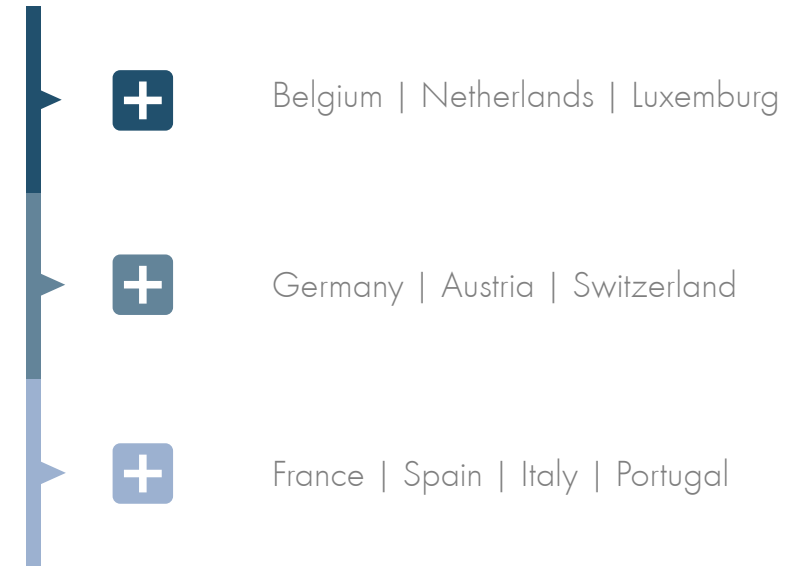 Belgium | Netherlands | Luxemburg
Germany | Austria | Switzerland
France | Spain | Italy | Portugal